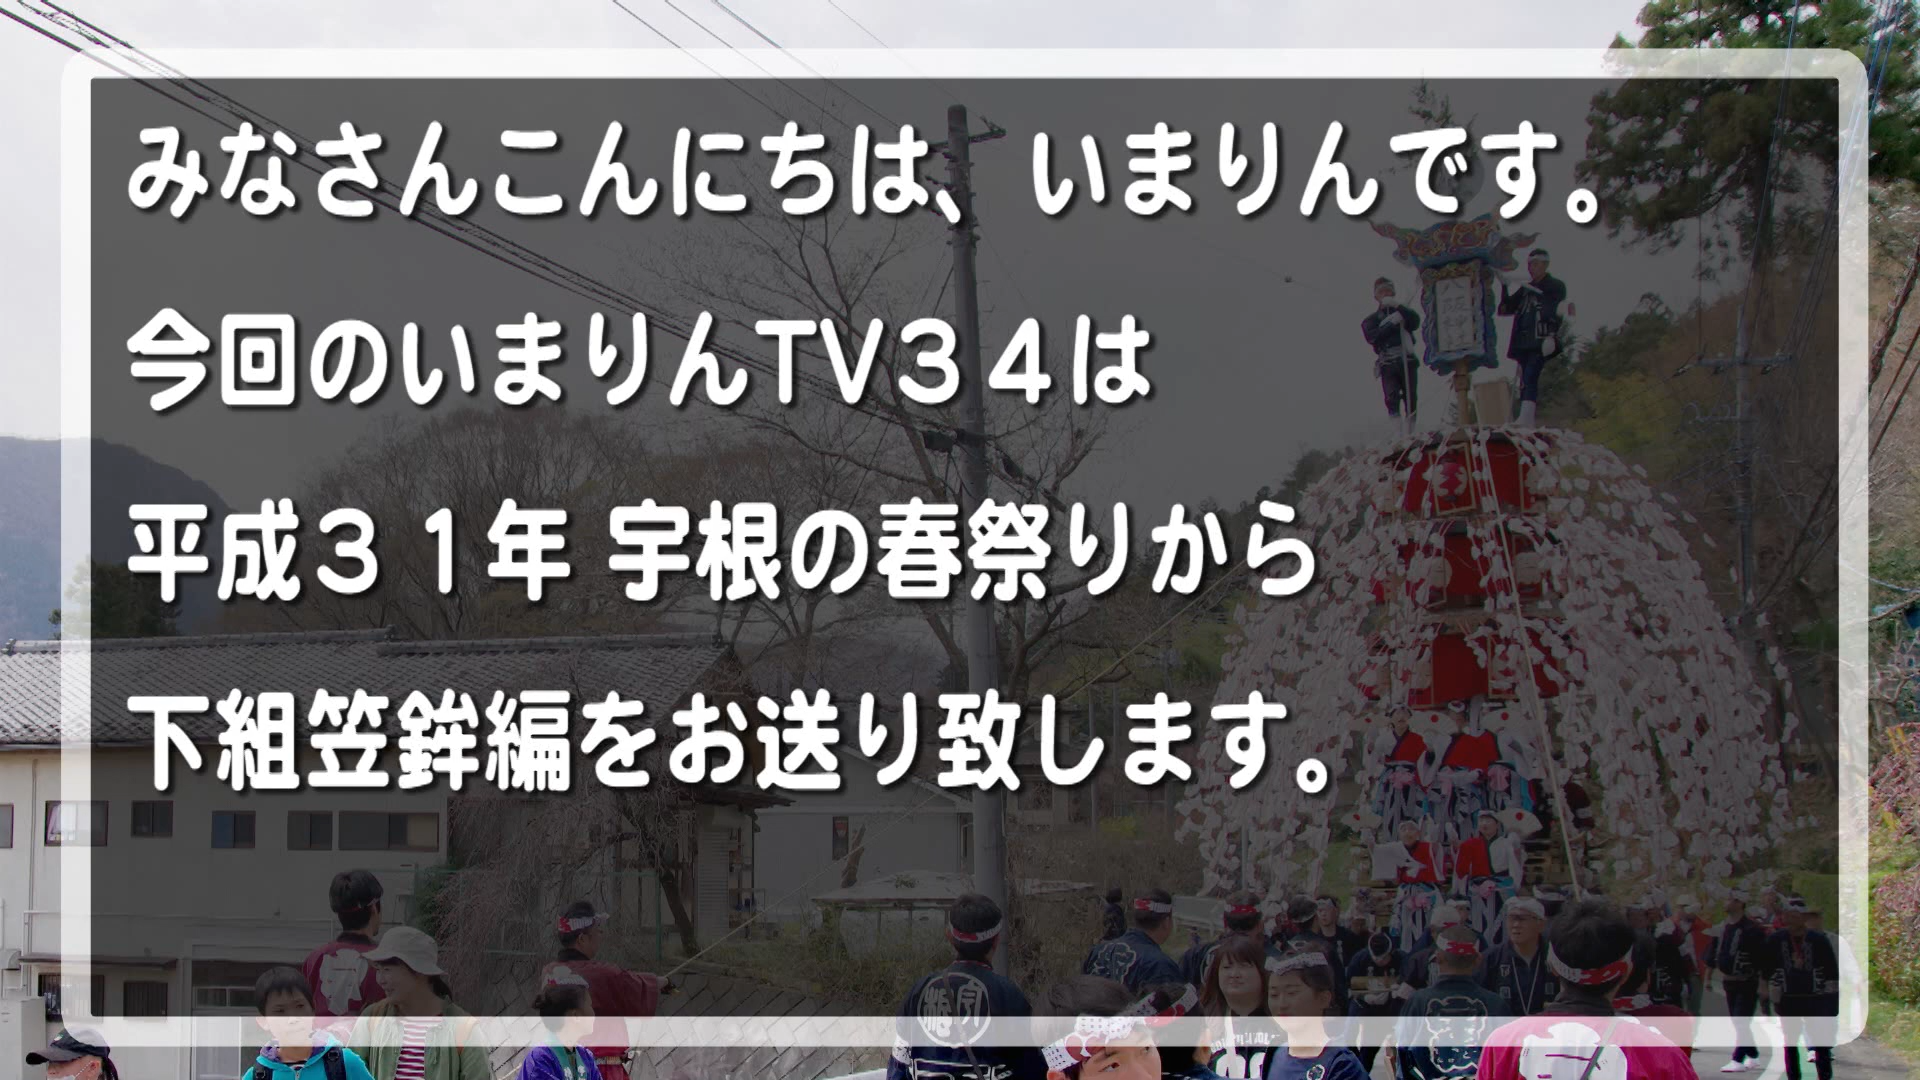 みなさんこんにちは、いまりんです。
今回のいまりんTV３４は
平成３１年 宇根の春祭りから
下組笠鉾編をお送り致します。